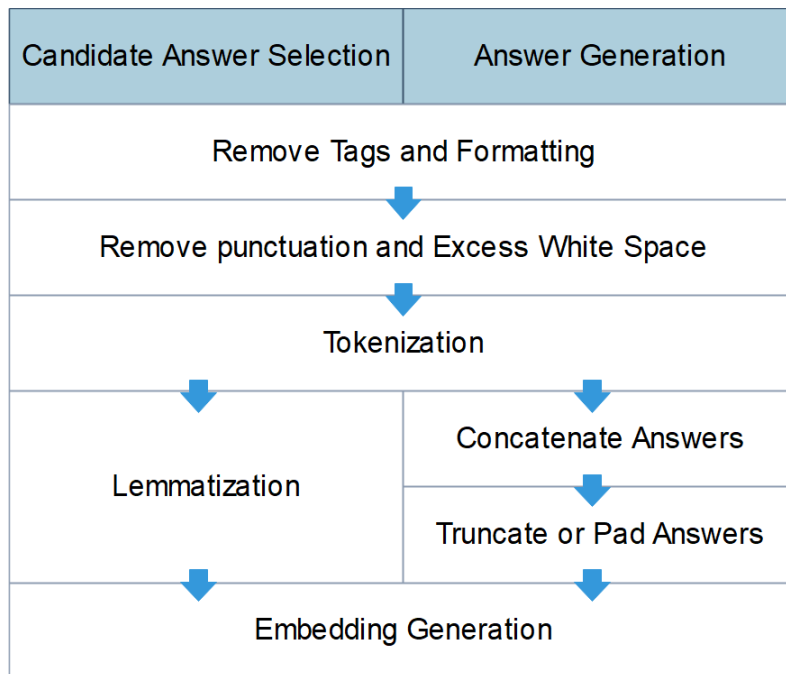 Candidate Answer Selection
Answer Generation
Remove Tags and Formatting
Remove punctuation and Excess White Space
Tokenization
Lemmatization
Concatenate Answers
Truncate or Pad Answers
Embedding Generation